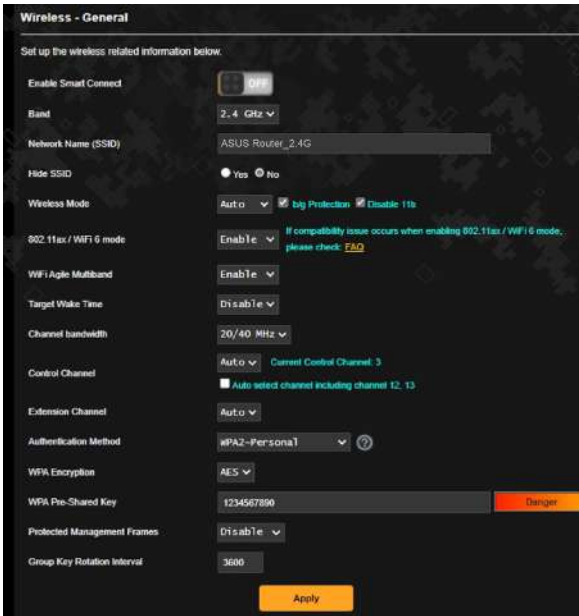 Wireless - General
Set up the wireless related information below.
Enable Smart Connect OFF
Band 2.4 GHz
Network Name (SSID) ASUS Router_2.4G
Hide SSID Yes No
Wireless Mode Auto b/g Protection Disable 11b
802.11ax / WiFi 6 mode Enable If compatibility issue occurs when enabling 802.11ax / WiFi 6 mode,
please check: FAQ
WiFi Agile Multiband Enable
Target Wake Time Disable
Channel bandwidth 20/40 MHz
Control Channel Auto Current Control Channel: 3
Auto select channel including channel 12, 13
Extension Channel Auto
Authentication Method WPA2-Personal ?
WPA Encryption AES
WPA Pre-Shared Key 1234567890 Danger
Protected Management Frames Disable
Group Key Rotation Interval 3600
Apply